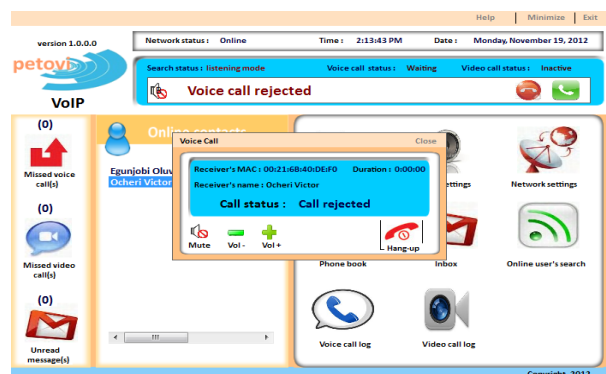 Help Minimize Exit
version 1.0.0.0
Network status : Online Time : 2:13:43 PM Date : Monday, November 19, 2012
petovi
VoIP
Search status : listening mode Voice call status : Waiting Video call status : Inactive
Voice call rejected
(0)
Missed voice
call(s)
(0)
Missed video
call(s)
(0)
Unread
message(s)
Online contacts
Egunjobi Oluv
Ocheri Victor
Voice Call Close
Receiver's MAC : 00:21:6B:40:DE:F0 Duration : 0:00:00
Receiver's name : Ocheri Victor
Call status : Call rejected
Mute Vol - Vol + Hang-up
ettings
Network settings
Phone book
Inbox
Online user's search
Voice call log
Video call log
Copyright 2012